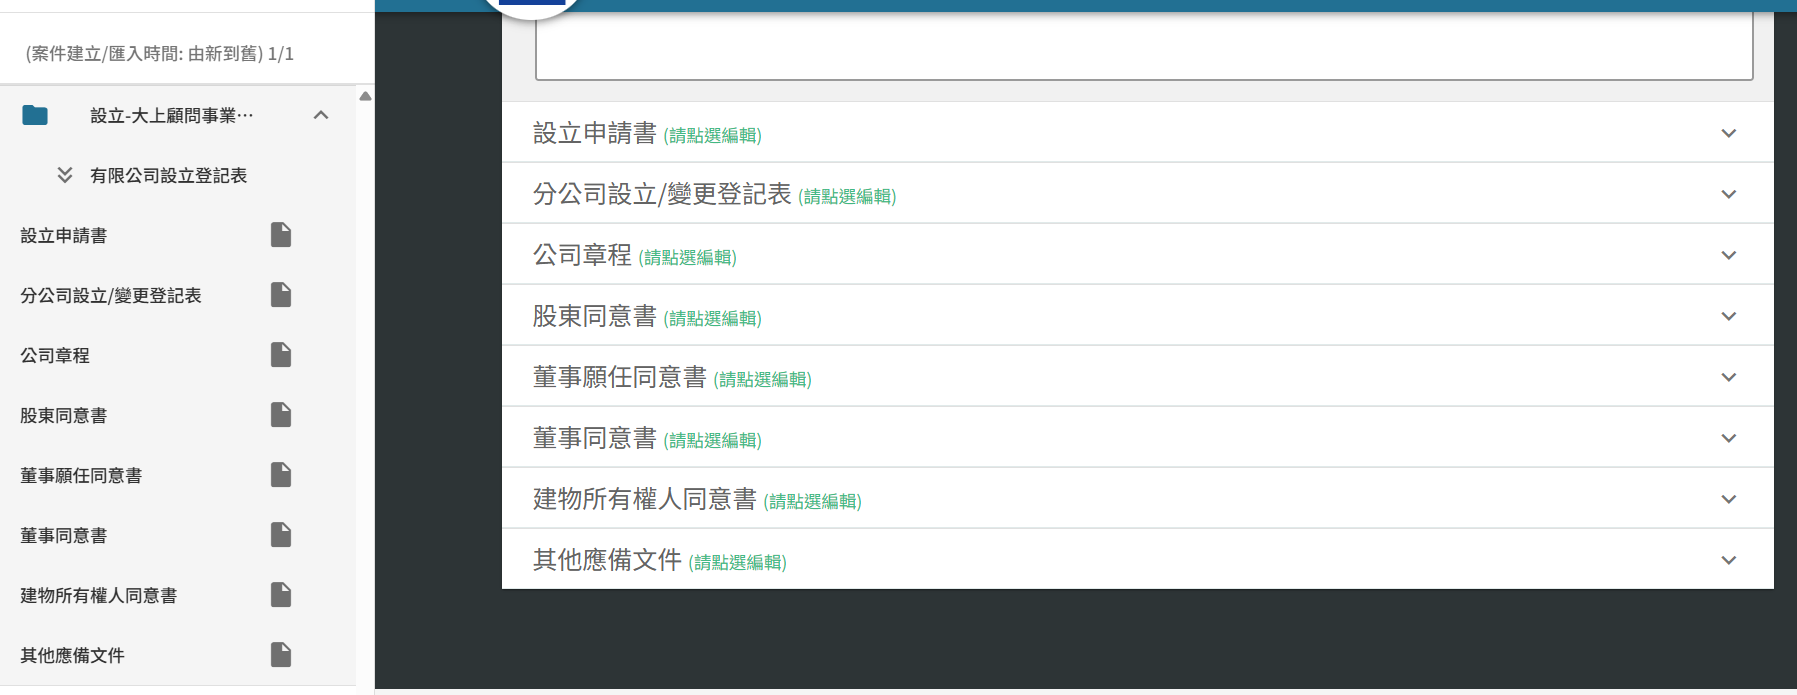 (案件建立/匯入時間: 由新到舊) 1/1
設立-大上顧問事業…
有限公司設立登記表
設立申請書
分公司設立/變更登記表
公司章程
股東同意書
董事願任同意書
董事同意書
建物所有權人同意書
其他應備文件
設立申請書 (請點選編輯)
分公司設立/變更登記表 (請點選編輯)
公司章程 (請點選編輯)
股東同意書 (請點選編輯)
董事願任同意書 (請點選編輯)
董事同意書 (請點選編輯)
建物所有權人同意書 (請點選編輯)
其他應備文件 (請點選編輯)